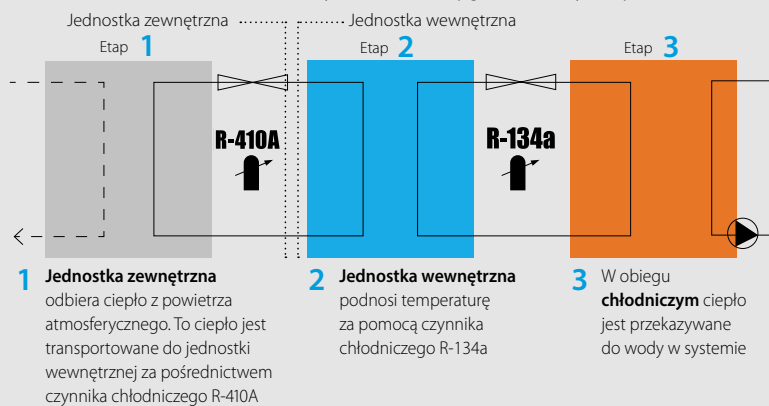 Jednostka zewnętrzna
Jednostka wewnętrzna
Etap 1
Etap 2
Etap 3
R-410A
R-134a
1 Jednostka zewnętrzna
odbiera ciepło z powietrza
atmosferycznego. To ciepło jest
transportowane do jednostki
wewnętrznej za pośrednictwem
czynnika chłodniczego R-410A
2 Jednostka wewnętrzna
podnosi temperaturę
za pomocą czynnika
chłodniczego R-134a
3 W obiegu
chłodniczym ciepło
jest przekazywane
do wody w systemie